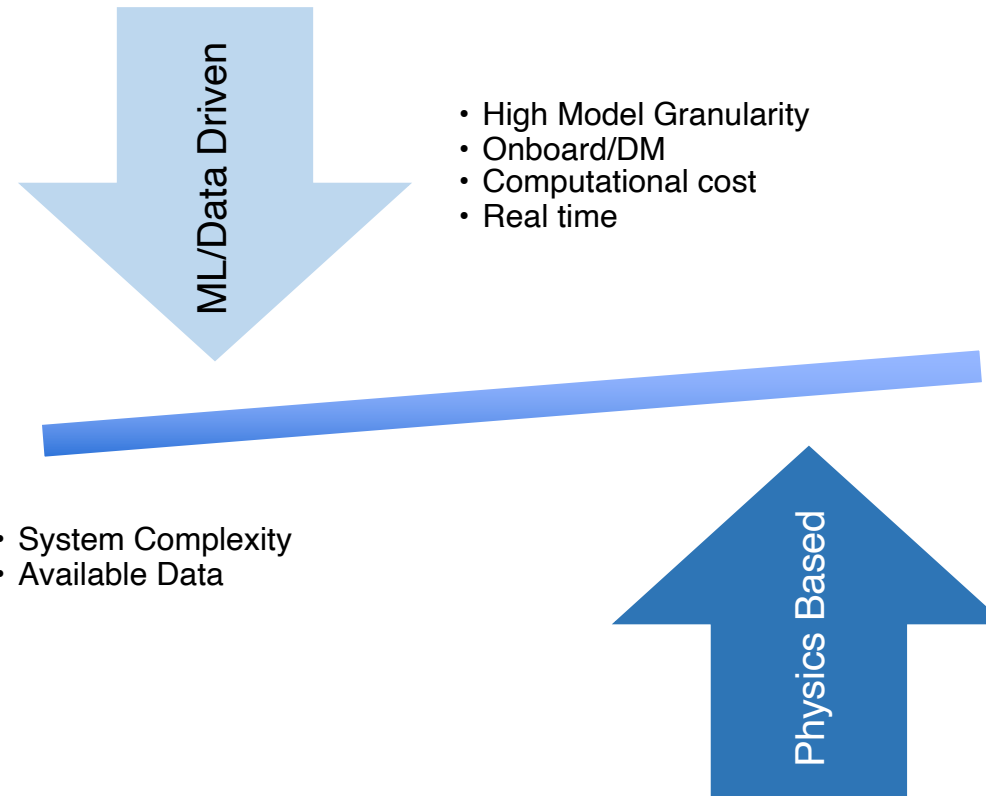 ML/Data Driven
• High Model Granularity
• Onboard/DM
• Computational cost
• Real time
• System Complexity
• Available Data
Physics Based